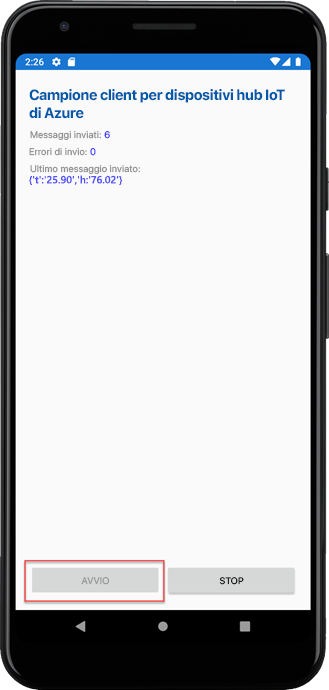 2:26
Campione client per dispositivi hub IoT
di Azure
Messaggi inviati: 6
Errori di invio: 0
Ultimo messaggio inviato:
{'t':'25.90','h:'76.02'}
AVVIO
STOP